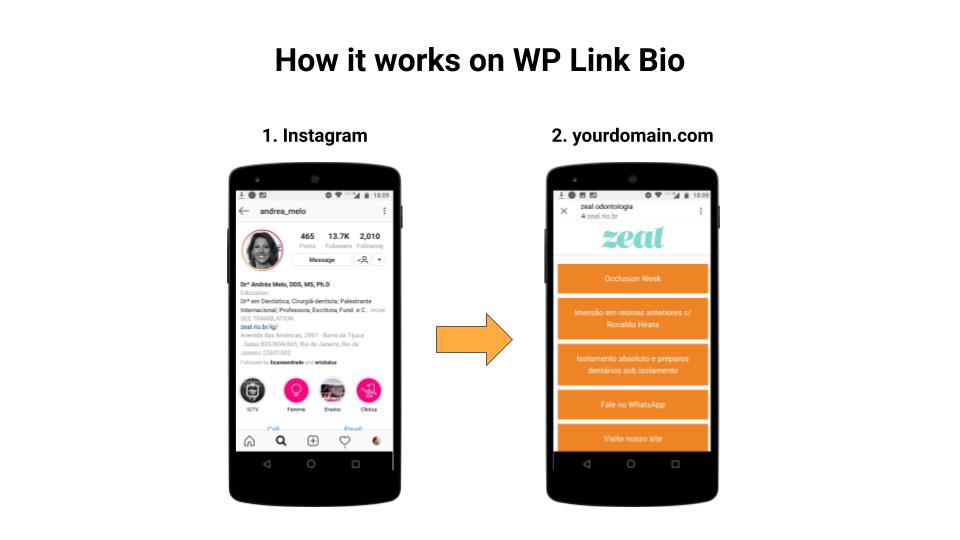 How it works on WP Link Bio
1. Instagram
18:09
andrea_melo
465
13.7K
2,010
Posts
Followers
Following
Message
Drª Andréa Melo, DDS, MS, Ph.D
Education
Drª em Dentística; Cirurgiã-dentista; Palestrante
Internacional; Professora; Escritora; Fund. e C... more
SEE TRANSLATION
zeal.rio.br/ig/
Avenida das Américas, 2901 - Barra da Tijuca
- Salas 803/804/805, Rio de Janeiro, Rio de
Janeiro 22631002
Followed by lisaneandrade and erickalus
IGTV
Femme
Ensino
Clínica
Call
Email
2. yourdomain.com
18:09
zeal odontologia
zeal.rio.br
zeal
Occlusion Week
Imersão em resinas anteriores c/
Ronaldo Hirata
Isolamento absoluto e preparos
dentários sob isolamento
Fale no WhatsApp
Visite nosso site